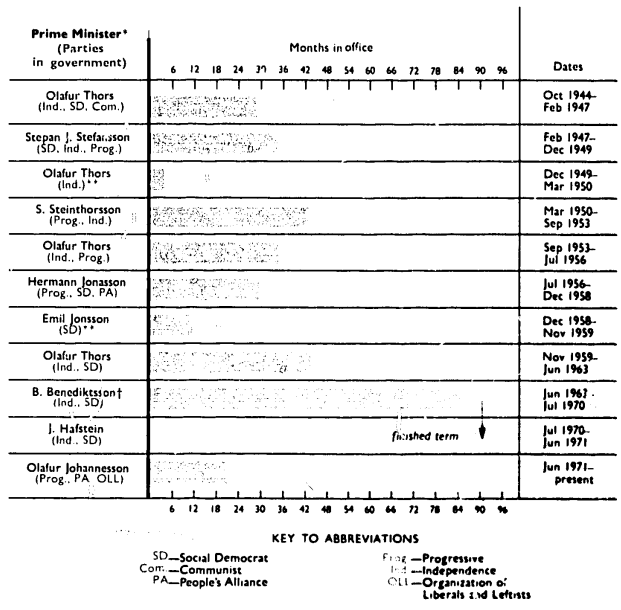 Prime Minister*
(Parties
in government)
Months in office
6 12 18 24 30 36 42 48 54 60 66 72 78 84 90 96
Dates
Olafur Thors
(Ind., SD, Com.)
Oct 1944–
Feb 1947
Stepan J. Stefansson
(SD, Ind., Prog.)
Feb 1947–
Dec 1949
Olafur Thors
(Ind.)**
Dec 1949–
Mar 1950
S. Steinthorsson
(Prog., Ind.)
Mar 1950–
Sep 1953
Olafur Thors
(Ind., Prog.)
Sep 1953–
Jul 1956
Hermann Jonasson
(Prog., SD, PA)
Jul 1956–
Dec 1958
Emil Jonsson
(SD)**
Dec 1958–
Nov 1959
Olafur Thors
(Ind., SD)
Nov 1959–
Jun 1963
B. Benediktsson†
(Ind., SD)
Jun 1963-
Jul 1970
J. Hafstein
(Ind., SD)
finished term
Jul 1970–
Jun 1971
Olafur Johannesson
(Prog., PA, OLL)
Jun 1971–
present
6 12 18 24 30 36 42 48 54 60 66 72 78 84 90 96
KEY TO ABBREVIATIONS
SD—Social Democrat
Com.—Communist
PA—People's Alliance
Prog—Progressive
Ind—Independence
OLL—Organization of
Liberals and Leftists